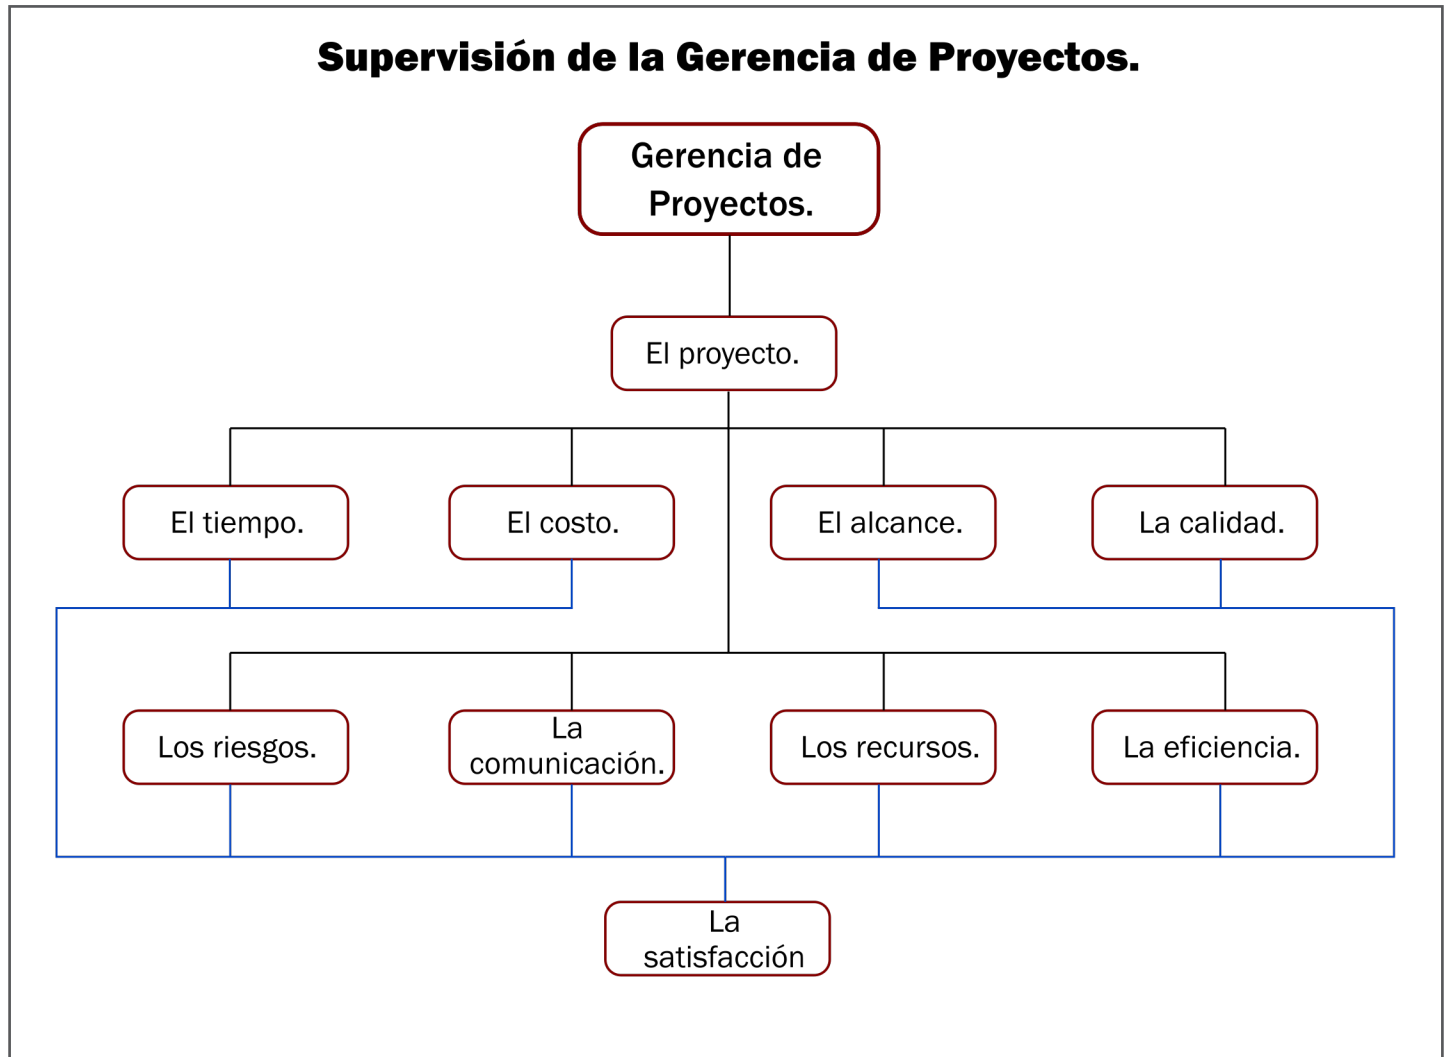 Supervisión de la Gerencia de Proyectos.
Gerencia de
Proyectos.
El proyecto.
El tiempo.
El costo.
El alcance.
La calidad.
Los riesgos.
La
comunicación.
Los recursos.
La eficiencia.
La
satisfacción